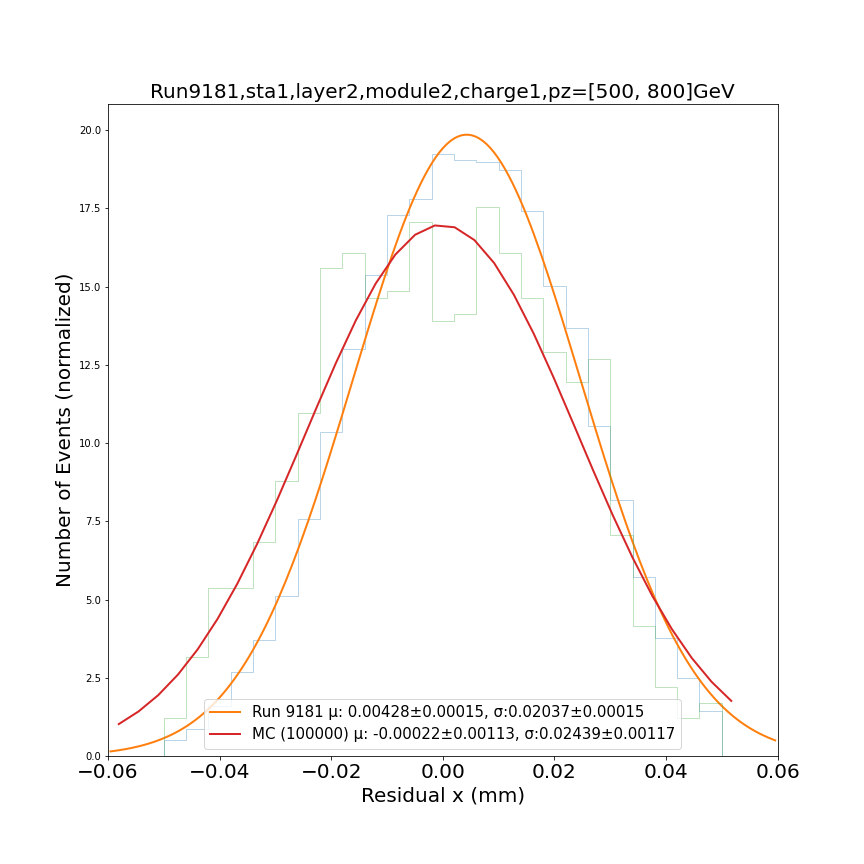 Run9181,sta1,layer2,module2,charge1,pz=[500, 800]GeV
20.0
17.5
15.0
12.5
10.0
7.5
5.0
2.5
0.0
Number of Events (normalized)
Run 9181 μ: 0.00428±0.00015, σ:0.02037±0.00015
MC (100000) μ: -0.00022±0.00113, σ:0.02439±0.00117
−0.06 −0.04 −0.02 0.00 0.02 0.04 0.06
Residual x (mm)